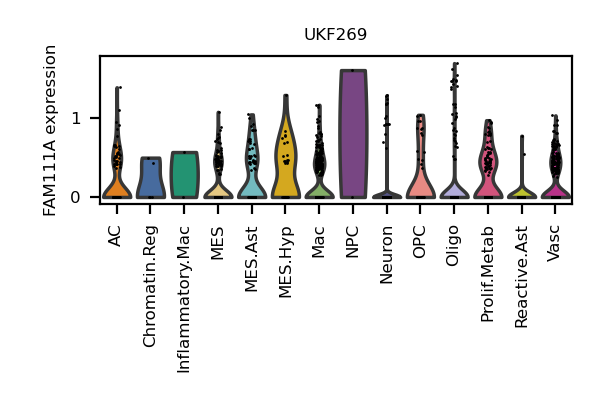 UKF269
FAM111A expression
1
0
AC
Chromatin.Reg
Inflammatory.Mac
MES
MES.Ast
MES.Hyp
Mac
NPC
Neuron
OPC
Oligo
Prolif.Metab
Reactive.Ast
Vasc